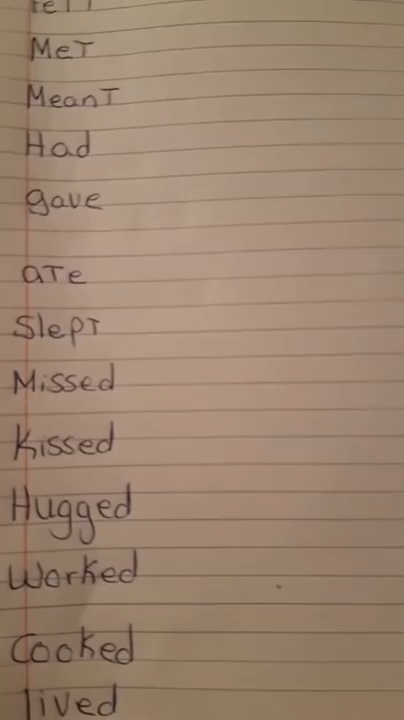 MeT
MeanT
Had
gave
aTe
SlepT
Missed
Kissed
Hugged
Worked
Cooked
lived